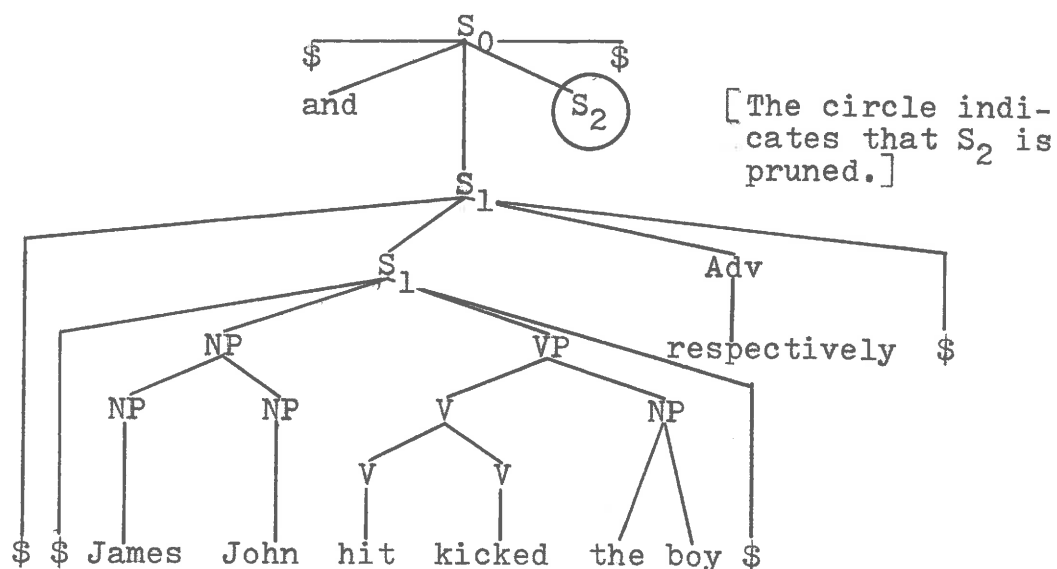 S0
$ $
and S2 [The circle indi-
cates that S2 is
pruned.]
S1
S1 Adv
NP VP respectively $
NP NP V NP
V V
$ $ James John hit kicked the boy $